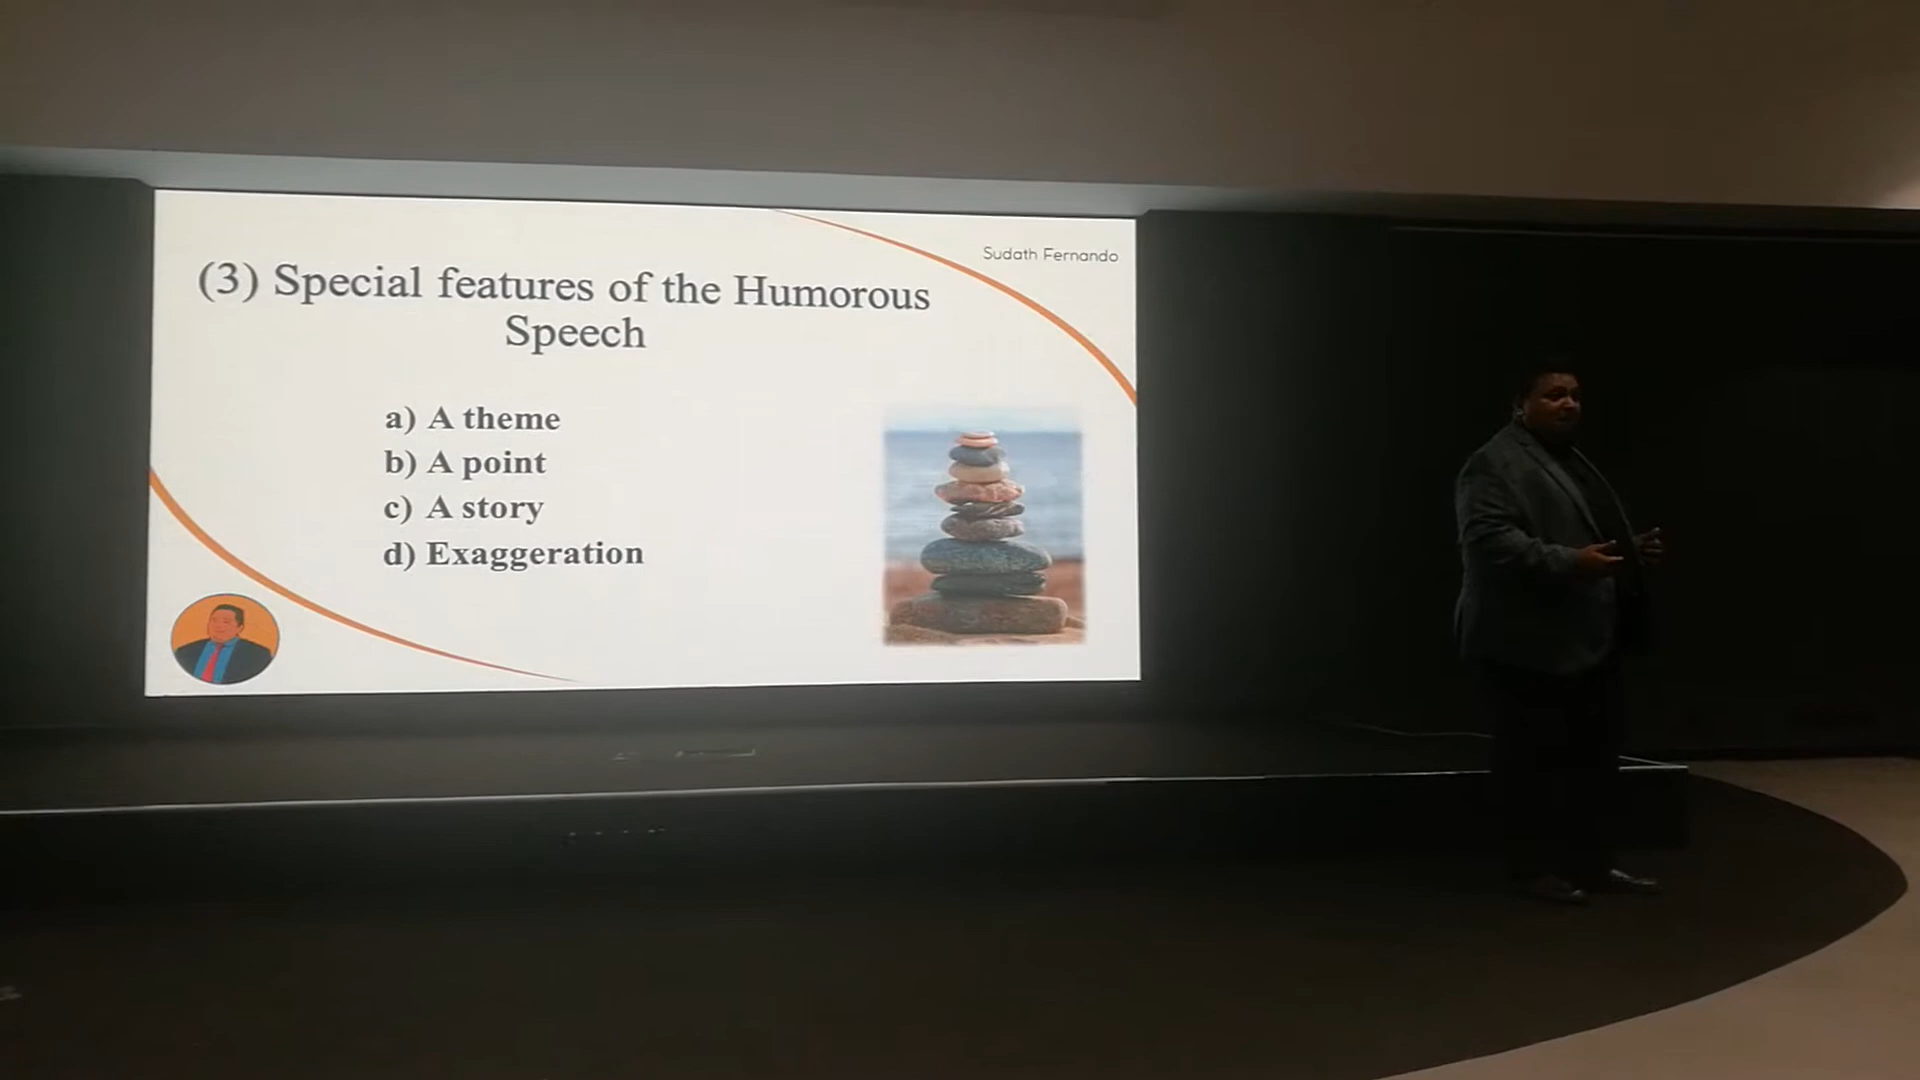 Sudath Fernando
(3) Special features of the Humorous
Speech
a) A theme
b) A point
c) A story
d) Exaggeration